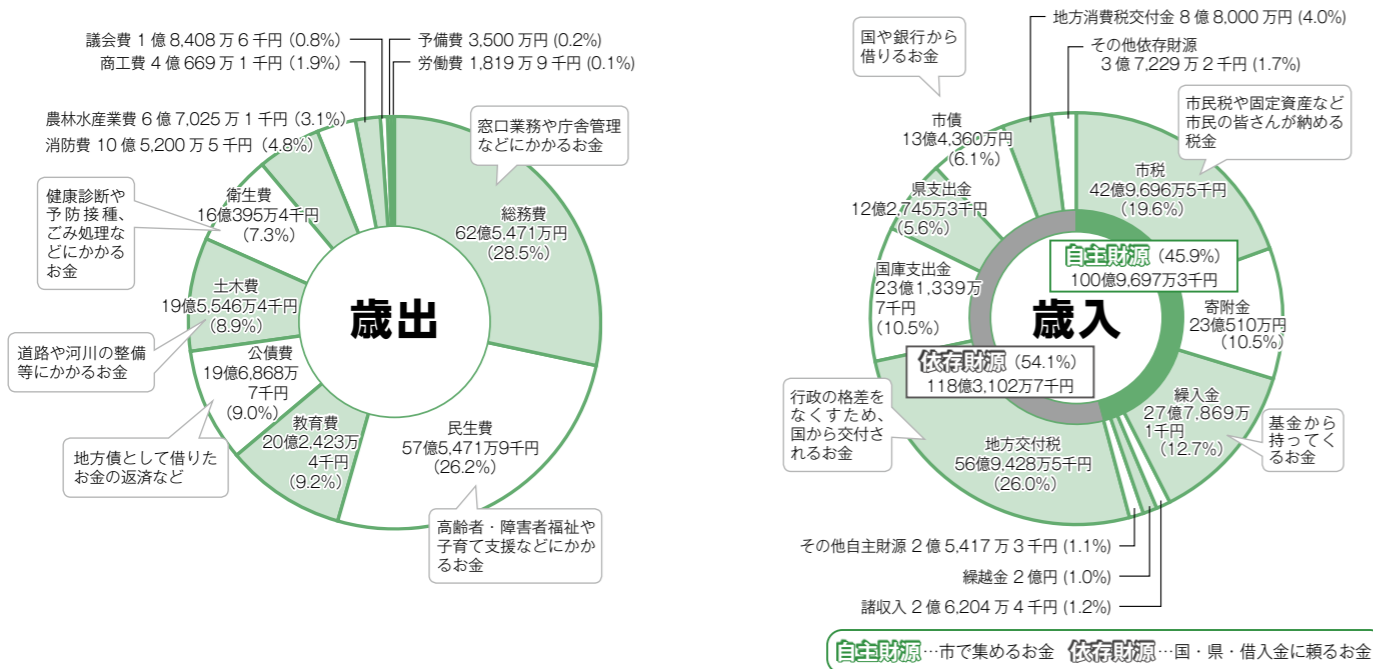 議会費 1 億 8,408 万 6 千円 (0.8%)
商工費 4 億 669 万 1 千円 (1.9%)
農林水産業費 6 億 7,025 万 1 千円 (3.1%)
消防費 10 億 5,200 万 5 千円 (4.8%)
予備費 3,500 万円 (0.2%)
労働費 1,819 万 9 千円 (0.1%)
窓口業務や庁舎管理
などにかかるお金
総務費
62億5,471万円
(28.5%)
健康診断や
予防接種、
ごみ処理な
どにかかる
お金
衛生費
16億395万4千円
(7.3%)
土木費
19億5,546万4千円
(8.9%)
歳出
道路や河川の整備
等にかかるお金
公債費
19億6,868万
7千円
(9.0%)
地方債として借りた
お金の返済など
教育費
20億2,423万
4千円
(9.2%)
民生費
57億5,471万9千円
(26.2%)
高齢者・障害者福祉や
子育て支援などにかか
るお金
国や銀行から
借りるお金
地方消費税交付金 8 億 8,000 万円 (4.0%)
その他依存財源
3 億 7,229 万 2 千円 (1.7%)
市民税や固定資産など
市民の皆さんが納める
税金
市債
13億4,360万円
(6.1%)
市税
42億9,696万5千円
(19.6%)
県支出金
12億2,745万3千円
(5.6%)
自主財源 (45.9%)
100億9,697万3千円
国庫支出金
23億1,339万
7千円
(10.5%)
歳入
寄附金
23億510万円
(10.5%)
依存財源 (54.1%)
118億3,102万7千円
行政の格差を
なくすため、
国から交付さ
れるお金
地方交付税
56億9,428万5千円
(26.0%)
繰入金
27億7,869万
1千円
(12.7%)
基金から
持ってく
るお金
その他自主財源 2 億 5,417 万 3 千円 (1.1%)
繰越金 2 億円 (1.0%)
諸収入 2 億 6,204 万 4 千円 (1.2%)
自主財源…市で集めるお金 依存財源…国・県・借入金に頼るお金